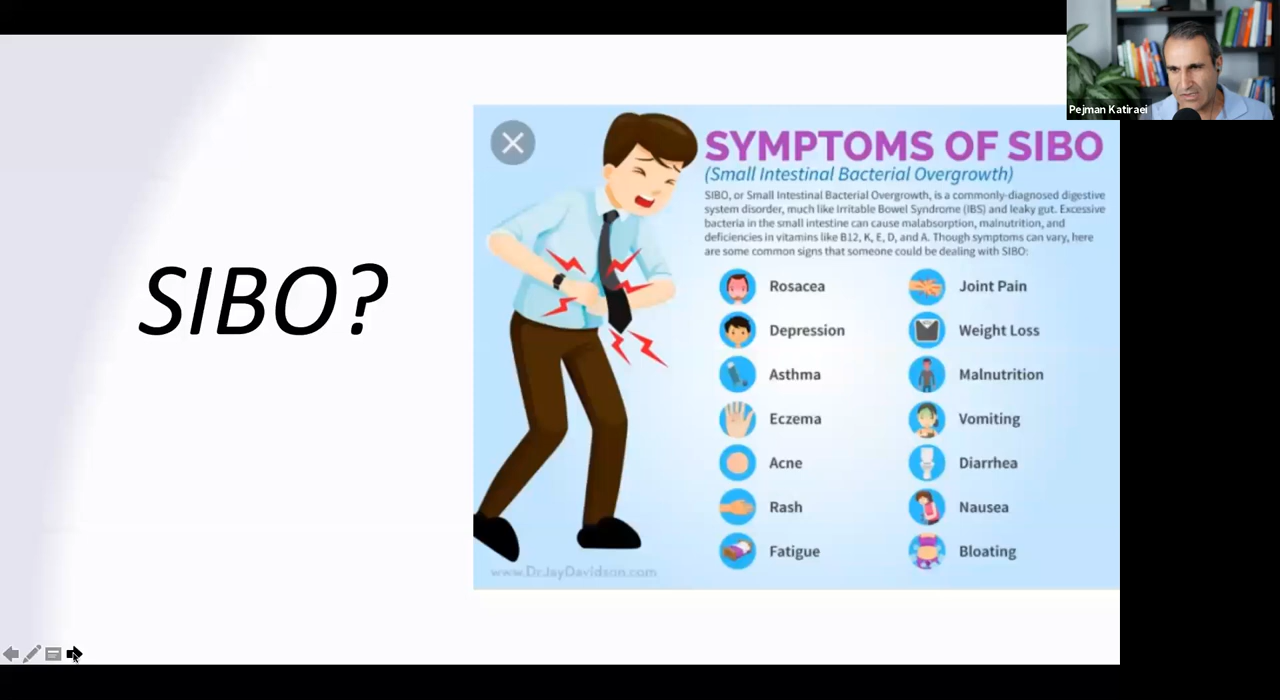 Pejman Katiraei
SIBO?
SYMPTOMS OF SIBO
(Small Intestinal Bacterial Overgrowth)
SIBO, or Small Intestinal Bacterial Overgrowth, is a commonly-diagnosed digestive
system disorder, much like Irritable Bowel Syndrome (IBS) and leaky gut. Excessive
bacteria in the small intestine can cause malabsorption, malnutrition, and
deficiencies in vitamins like B12, K, E, D, and A. Though symptoms can vary, here
are some common signs that someone could be dealing with SIBO:
Rosacea
Depression
Asthma
Eczema
Acne
Rash
Fatigue
Joint Pain
Weight Loss
Malnutrition
Vomiting
Diarrhea
Nausea
Bloating
www.DrJayDavidson.com